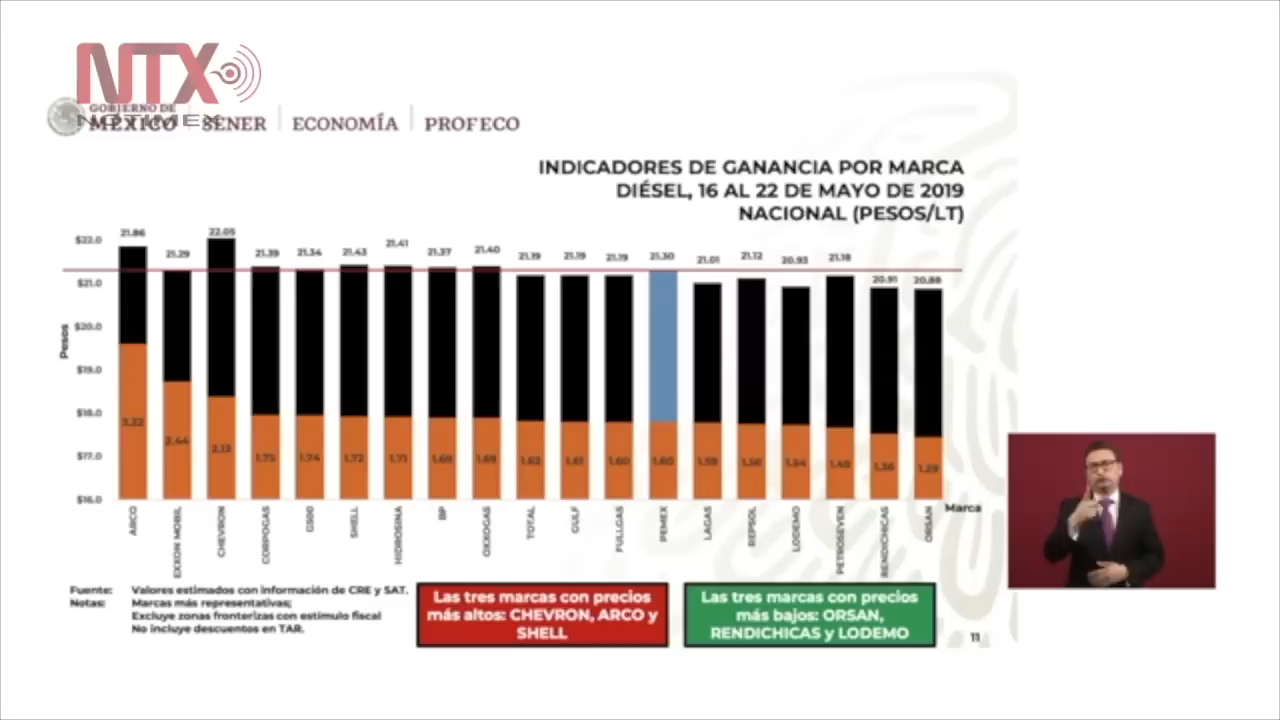 NTX
NOTIMEX
GOBIERNO DE
MÉXICO
SENER
ECONOMÍA
PROFECO
INDICADORES DE GANANCIA POR MARCA
DIÉSEL, 16 AL 22 DE MAYO DE 2019
NACIONAL (PESOS/LT)
21.86 21.29 22.05 21.39 21.34 21.43 21.41 21.37 21.40 21.19 21.19 21.19 21.30 21.01 21.12 20.93 21.18 20.91 20.88
$22.0
$21.0
$20.0
$19.0
$18.0
$17.0
$16.0
Pesos
3.22 2.44 2.13 1.75 1.74 1.72 1.71 1.69 1.62 1.61 1.60 1.60 1.59 1.54 1.36 1.29
ARCO
EXXON MOBIL
CHEVRON
CORPOGAS
G500
SHELL
HIDROSINA
BP
OXXOGAS
TOTAL
GULF
FULLGAS
PEMEX
LAGAS
REPSOL
LODEMO
PETROSEVEN
RENDICHICAS
ORSAN
Marca
Fuente: Valores estimados con información de CRE y SAT.
Notas: Marcas más representativas;
Excluye zonas fronterizas con estímulo fiscal
No incluye descuentos en TAR.
Las tres marcas con precios
más altos: CHEVRON, ARCO y
SHELL
Las tres marcas con precios
más bajos: ORSAN,
RENDICHICAS y LODEMO
11